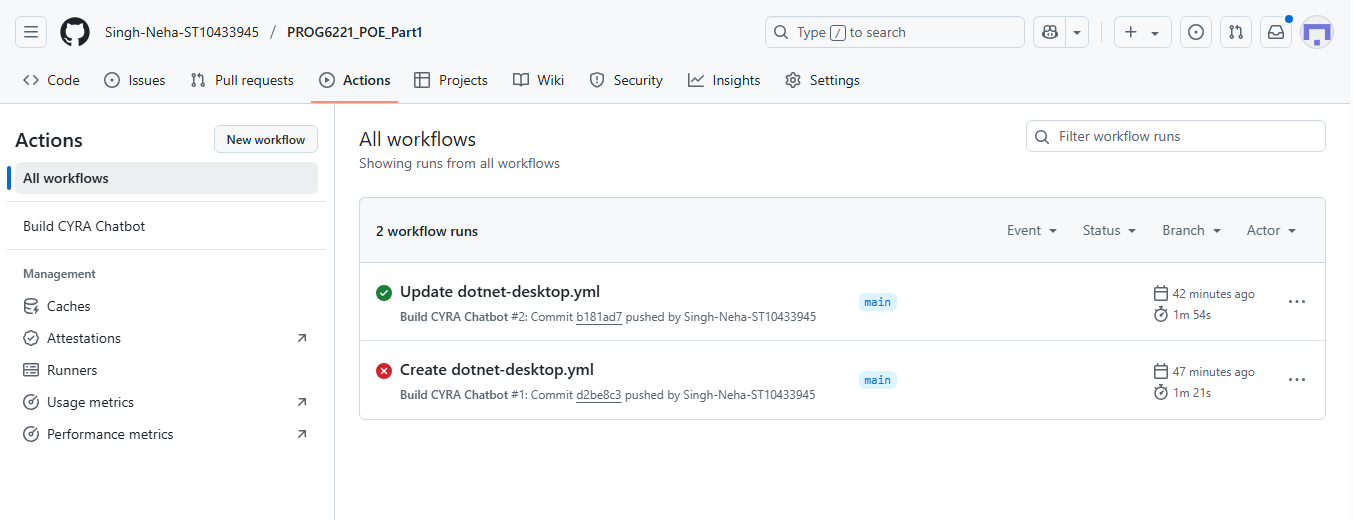 Singh-Neha-ST10433945 / PROG6221_POE_Part1
Type / to search
Code
Issues
Pull requests
Actions
Projects
Wiki
Security
Insights
Settings
Actions
New workflow
All workflows
Build CYRA Chatbot
Management
Caches
Attestations
Runners
Usage metrics
Performance metrics
All workflows
Showing runs from all workflows
Filter workflow runs
2 workflow runs
Event
Status
Branch
Actor
Update dotnet-desktop.yml
Build CYRA Chatbot #2: Commit b181ad7 pushed by Singh-Neha-ST10433945
main
42 minutes ago
1m 54s
Create dotnet-desktop.yml
Build CYRA Chatbot #1: Commit d2be8c3 pushed by Singh-Neha-ST10433945
main
47 minutes ago
1m 21s